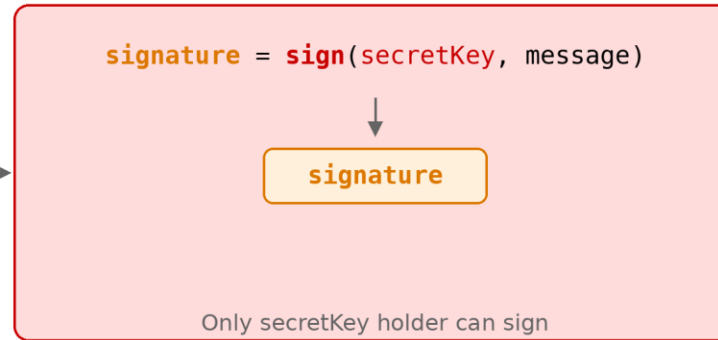 signature = sign(secretKey, message)
signature
Only secretKey holder can sign